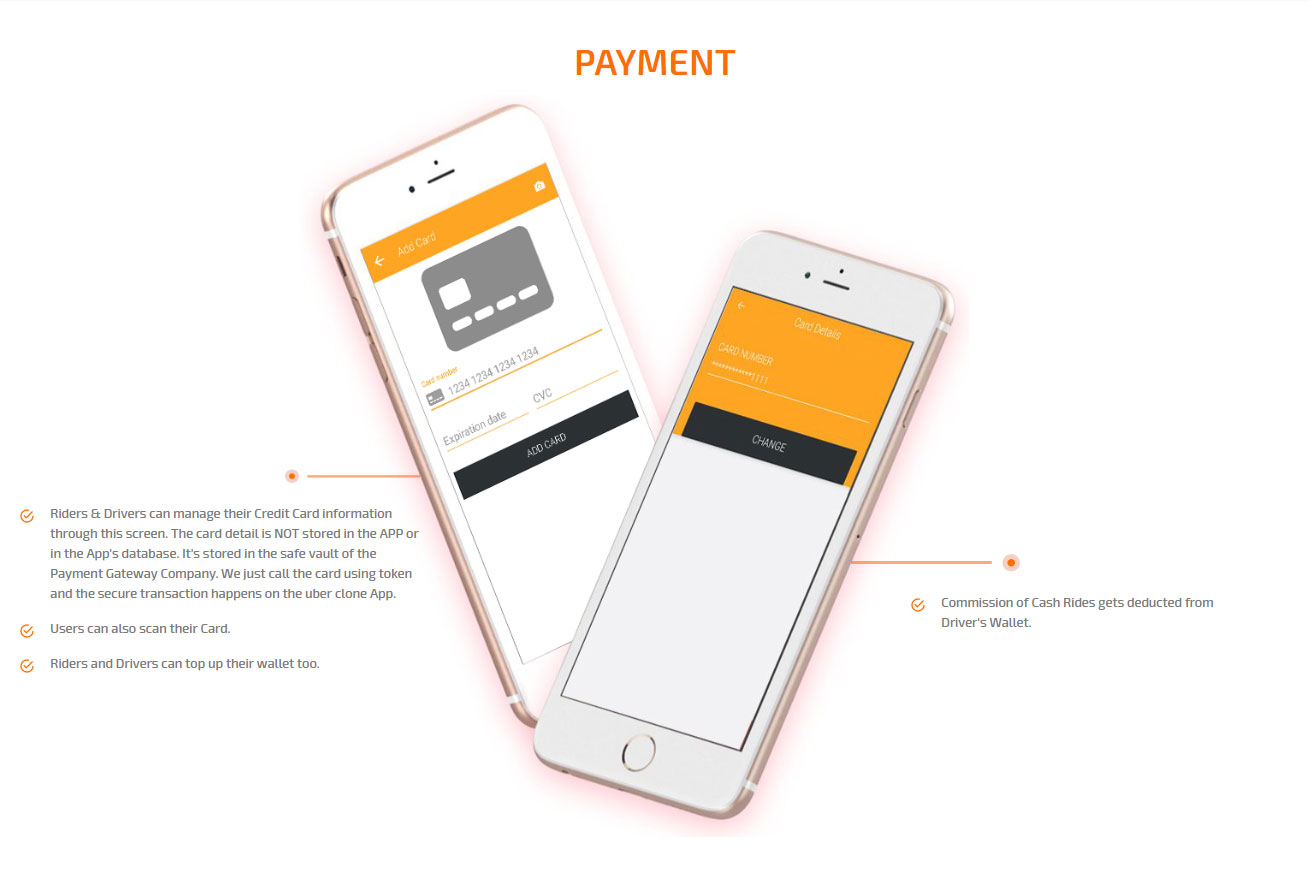 PAYMENT
Add Card
Card number
1234 1234 1234 1234
Expiration date
CVC
ADD CARD
Card Details
CARD NUMBER
************1111
CHANGE
Riders & Drivers can manage their Credit Card information
through this screen. The card detail is NOT stored in the APP or
in the App's database. It's stored in the safe vault of the
Payment Gateway Company. We just call the card using token
and the secure transaction happens on the uber clone App.
Users can also scan their Card.
Riders and Drivers can top up their wallet too.
Commission of Cash Rides gets deducted from
Driver's Wallet.